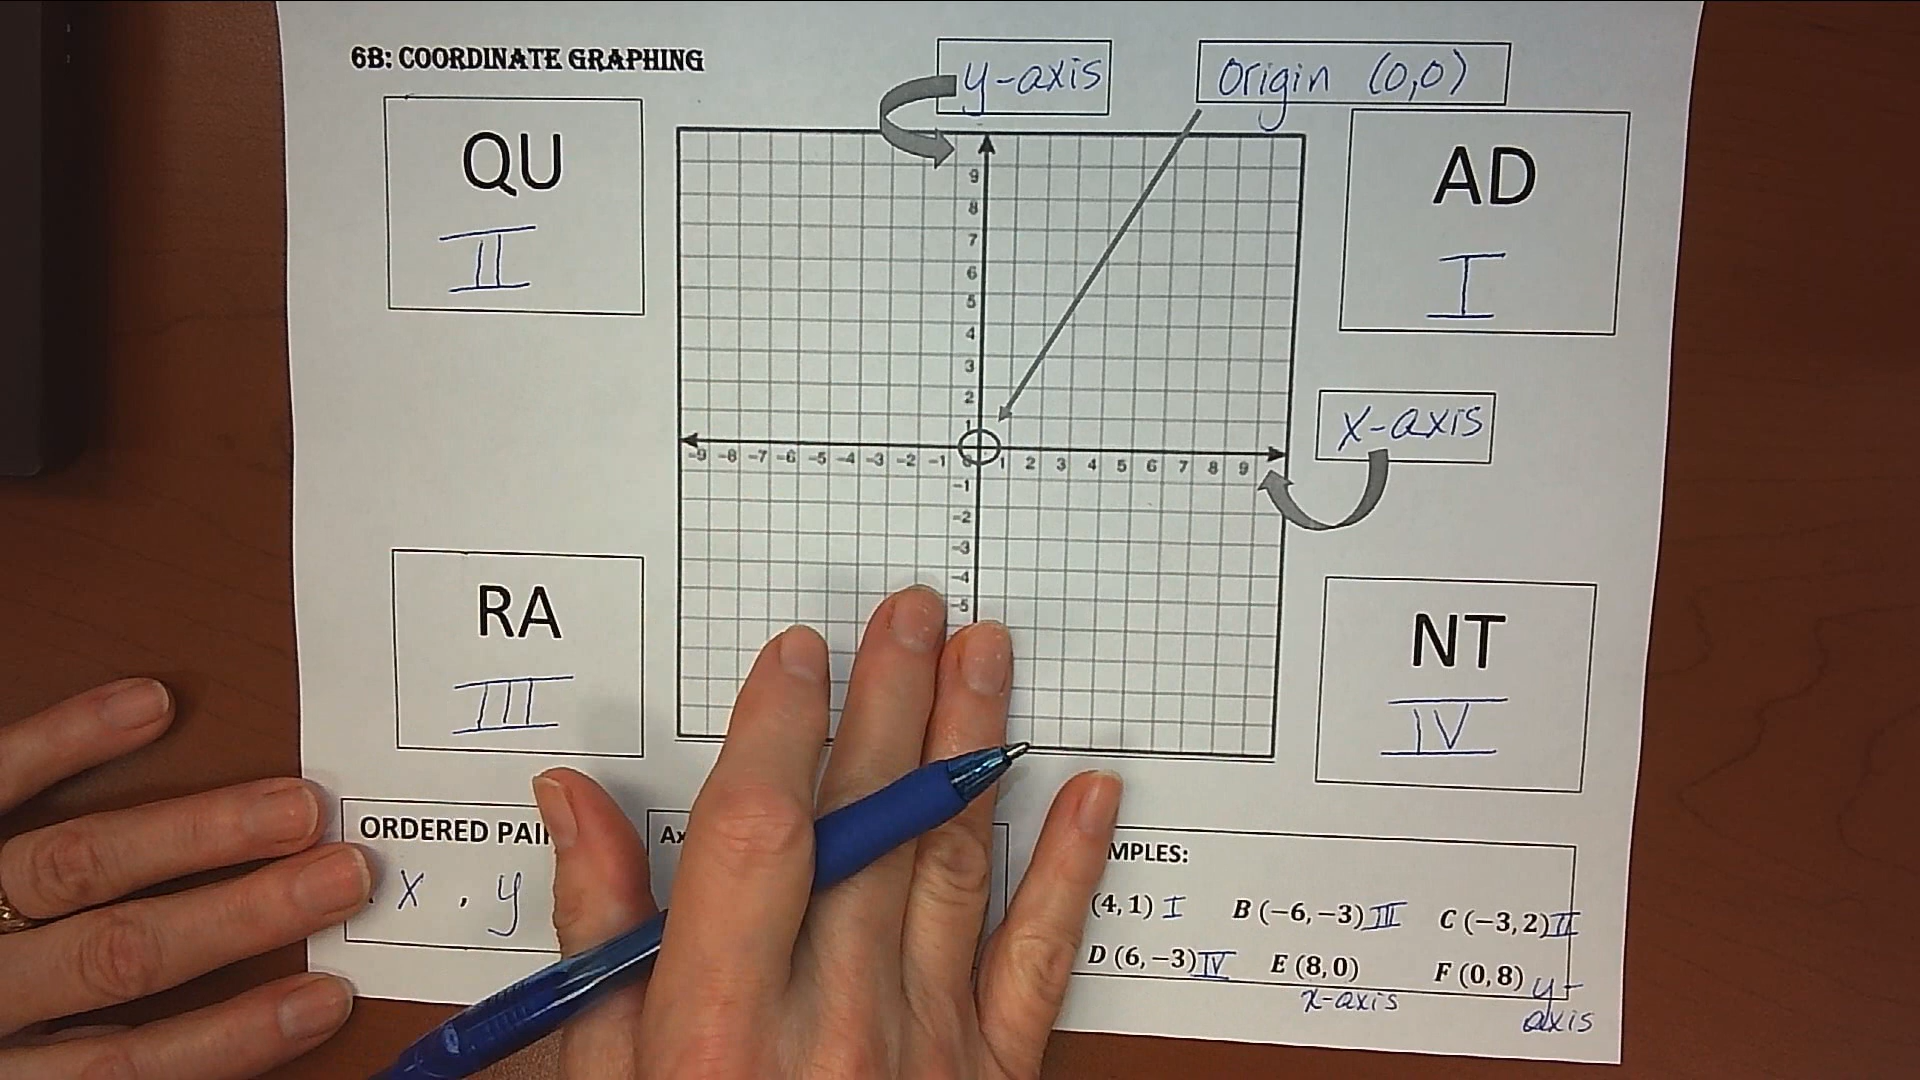 6B: COORDINATE GRAPHING
y-axis
origin (0,0)
QU
II
AD
I
9
8
7
6
5
4
3
2
1
x-axis
-9 -8 -7 -6 -5 -4 -3 -2 -1 0 1 2 3 4 5 6 7 8 9
-1
-2
-3
-4
-5
RA
III
NT
IV
ORDERED
x , y
MPLES:
(4, 1) I B (-6, -3) III C (-3, 2) II
D (6, -3) IV E (8, 0) F (0, 8) y-
x-axis axis